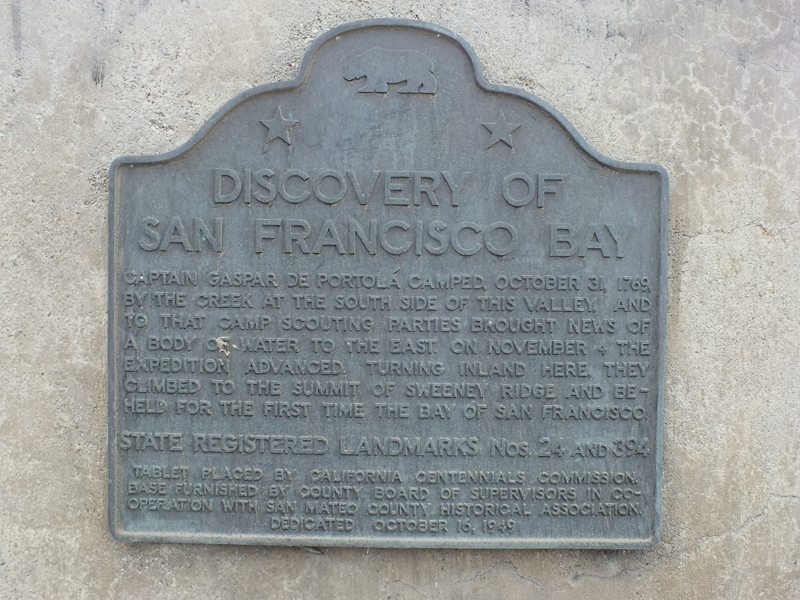 DISCOVERY OF
SAN FRANCISCO BAY
CAPTAIN GASPAR DE PORTOLA CAMPED, OCTOBER 31, 1769,
BY THE CREEK AT THE SOUTH SIDE OF THIS VALLEY, AND
TO THAT CAMP SCOUTING PARTIES BROUGHT NEWS OF
A BODY OF WATER TO THE EAST. ON NOVEMBER 4 THE
EXPEDITION ADVANCED. TURNING INLAND HERE, THEY
CLIMBED TO THE SUMMIT OF SWEENEY RIDGE AND BE-
HELD FOR THE FIRST TIME THE BAY OF SAN FRANCISCO.
STATE REGISTERED LANDMARKS Nos. 24 AND 394
TABLET PLACED BY CALIFORNIA CENTENNIALS COMMISSION.
BASE FURNISHED BY COUNTY BOARD OF SUPERVISORS IN CO-
OPERATION WITH SAN MATEO COUNTY HISTORICAL ASSOCIATION.
DEDICATED OCTOBER 16, 1949